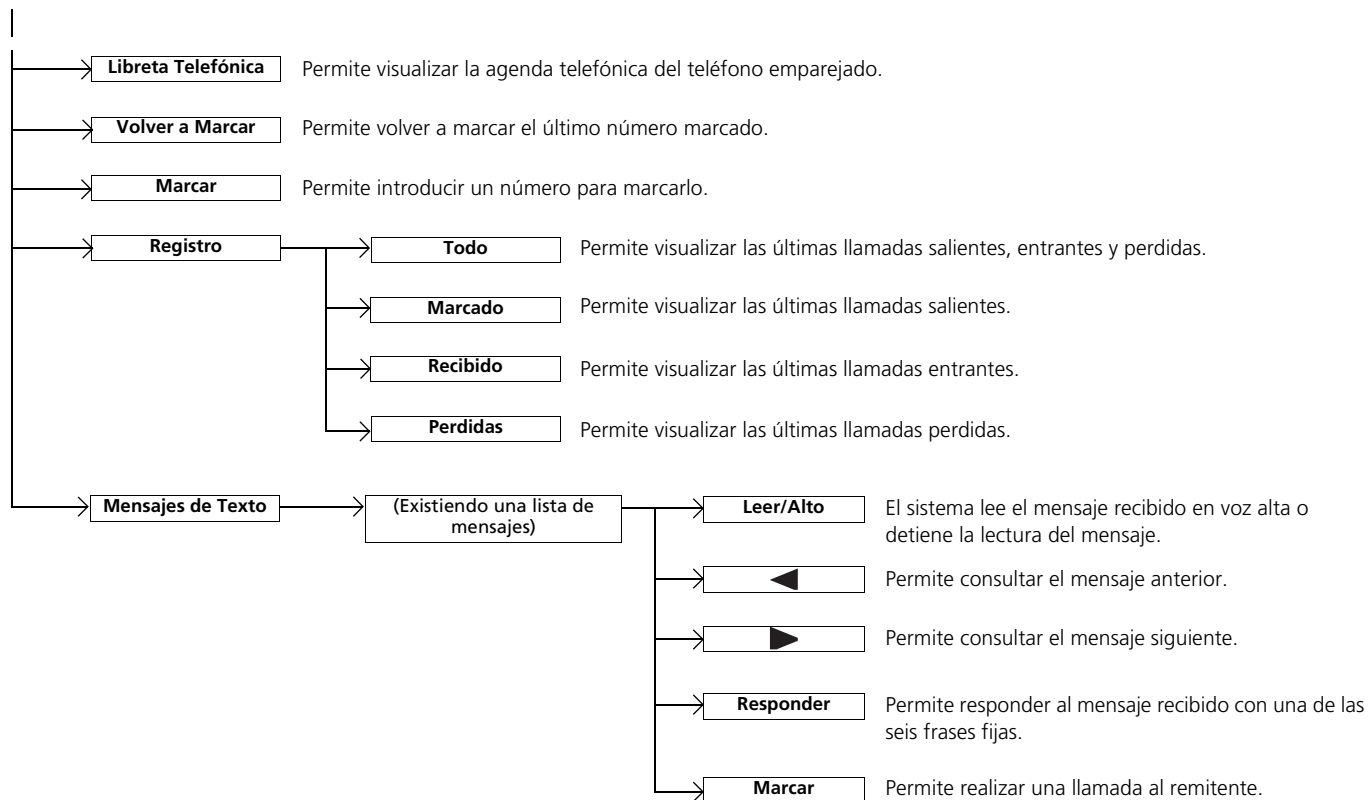 Libreta Telefónica
Permite visualizar la agenda telefónica del teléfono emparejado.
Volver a Marcar
Permite volver a marcar el último número marcado.
Marcar
Permite introducir un número para marcarlo.
Registro
Todo
Permite visualizar las últimas llamadas salientes, entrantes y perdidas.
Marcado
Permite visualizar las últimas llamadas salientes.
Recibido
Permite visualizar las últimas llamadas entrantes.
Perdidas
Permite visualizar las últimas llamadas perdidas.
Mensajes de Texto
(Existiendo una lista de
mensajes)
Leer/Alto
El sistema lee el mensaje recibido en voz alta o
detiene la lectura del mensaje.
Permite consultar el mensaje anterior.
Permite consultar el mensaje siguiente.
Responder
Permite responder al mensaje recibido con una de las
seis frases fijas.
Marcar
Permite realizar una llamada al remitente.